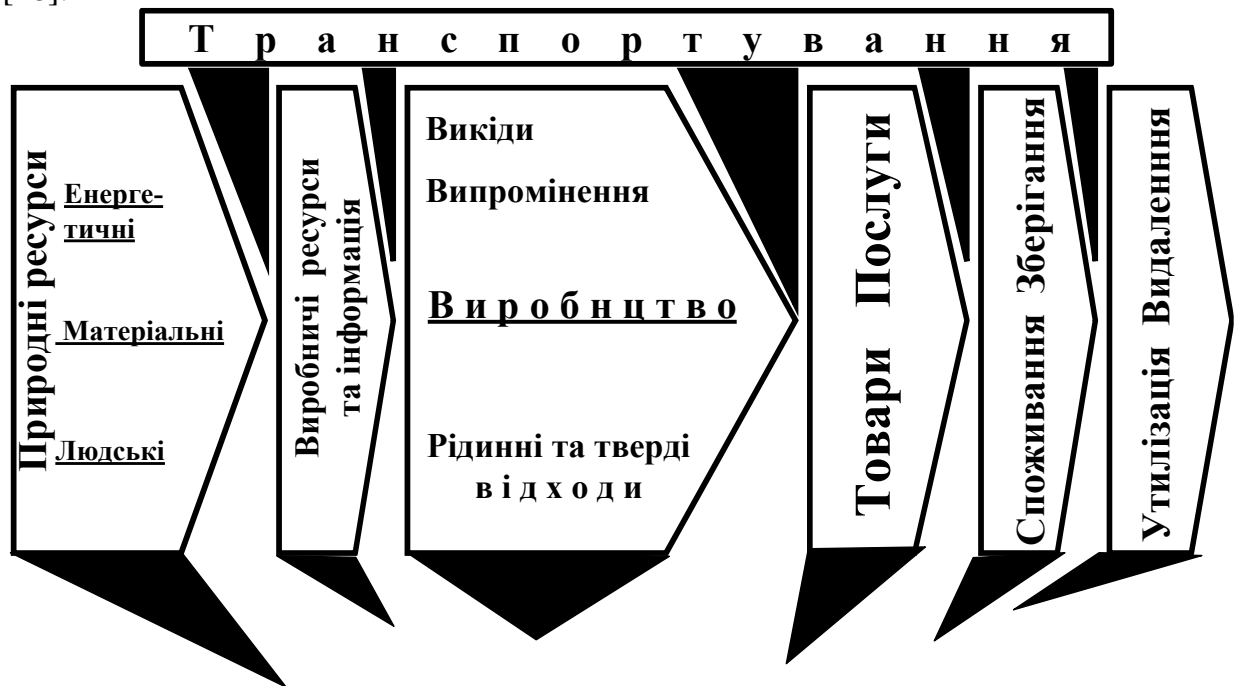 Т р а н с п о р т у в а н н я
Природні ресурси
Енерге-
тичні
Матеріальні
Людські
Виробничі ресурси
та інформація
Викіди
Випромінення
В и р о б н ц т в о
Рідинні та тверді
в і д х о д и
Товари Послуги
Споживання Зберігання
Утилізація Видаленння